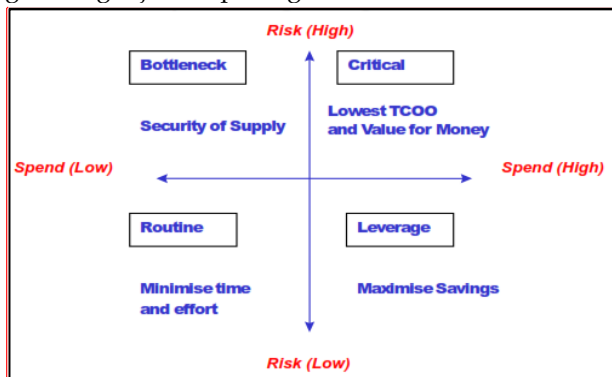 Risk (High)
Bottleneck
Critical
Security of Supply
Lowest TCOO
and Value for Money
Spend (Low)
Spend (High)
Routine
Leverage
Minimise time
and effort
Maximise Savings
Risk (Low)